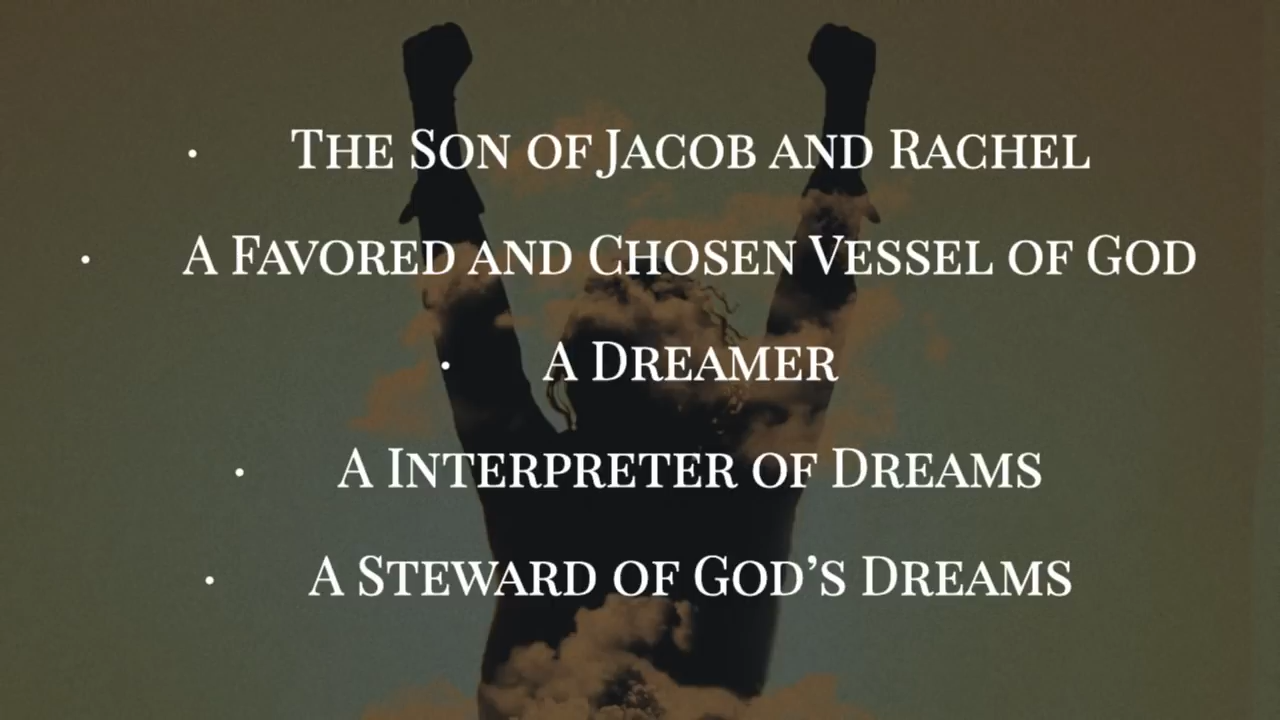 · The Son of Jacob and Rachel
· A Favored and Chosen Vessel of God
· A Dreamer
· A Interpreter of Dreams
· A Steward of God’s Dreams